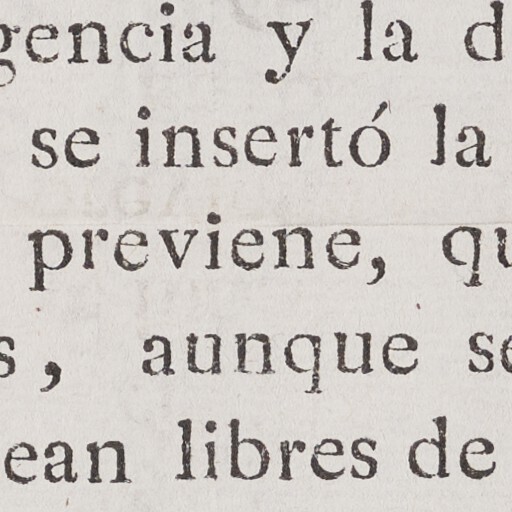 gencia y la d
se insertó la
previene, qu
s, aunque se
ean libres de